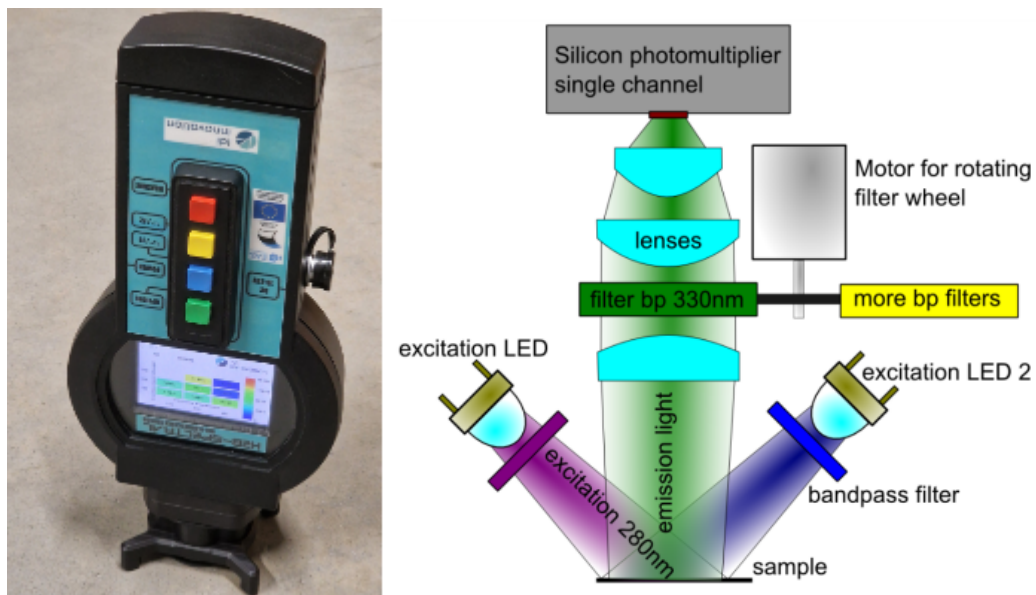 innovation
Silicon photomultiplier
single channel
Motor for rotating
filter wheel
lenses
filter bp 330nm
more bp filters
excitation LED
excitation LED 2
emission light
excitation 280nm
bandpass filter
sample